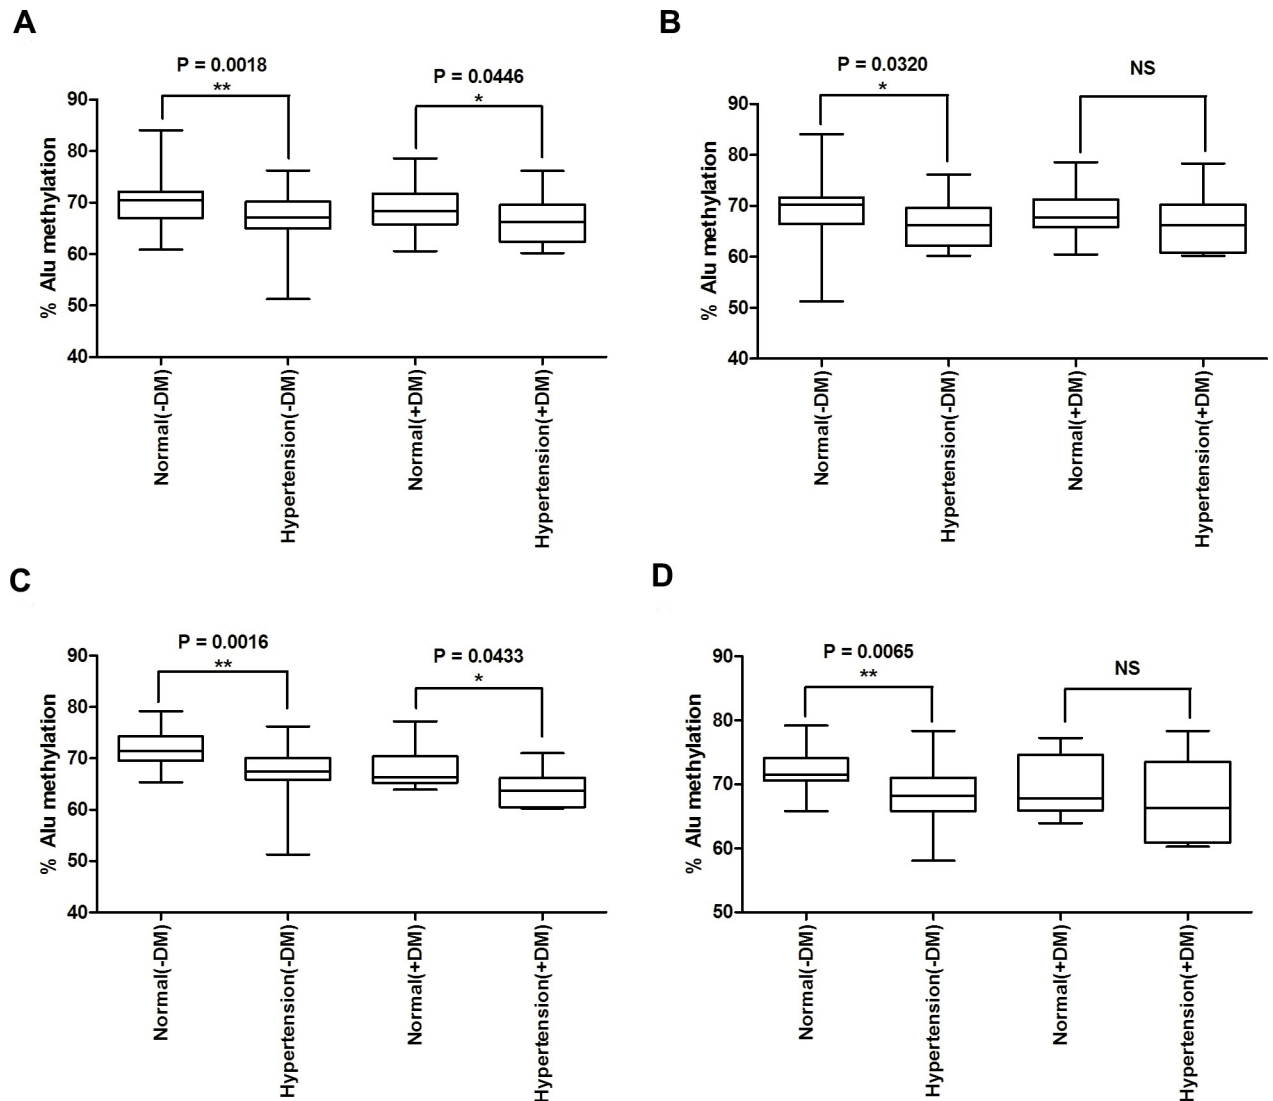 A
P = 0.0018
**
P = 0.0446
*
90
80
70
60
50
40
% Alu methylation
Normal(-DM)
Hypertension(-DM)
Normal(+DM)
Hypertension(+DM)
B
P = 0.0320
*
NS
90
80
70
60
50
40
% Alu methylation
Normal(-DM)
Hypertension(-DM)
Normal(+DM)
Hypertension(+DM)
C
P = 0.0016
**
P = 0.0433
*
90
80
70
60
50
40
% Alu methylation
Normal(-DM)
Hypertension(-DM)
Normal(+DM)
Hypertension(+DM)
D
P = 0.0065
**
NS
90
80
70
60
50
% Alu methylation
Normal(-DM)
Hypertension(-DM)
Normal(+DM)
Hypertension(+DM)